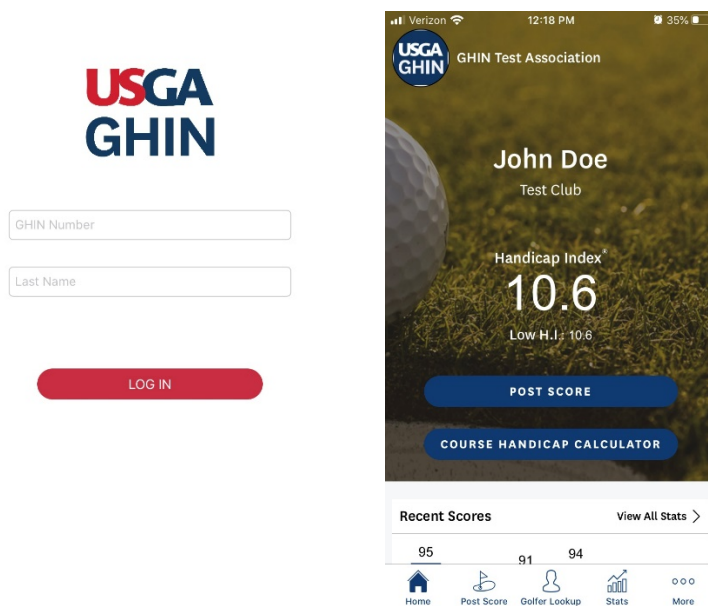 USGA
GHIN
GHIN Number
Last Name
LOG IN
Verizon 12:18 PM 35%
USGA
GHIN
GHIN Test Association
John Doe
Test Club
Handicap Index®
10.6
Low H.I.: 10.6
POST SCORE
COURSE HANDICAP CALCULATOR
Recent Scores View All Stats >
95 91 94
Home Post Score Golfer Lookup Stats More